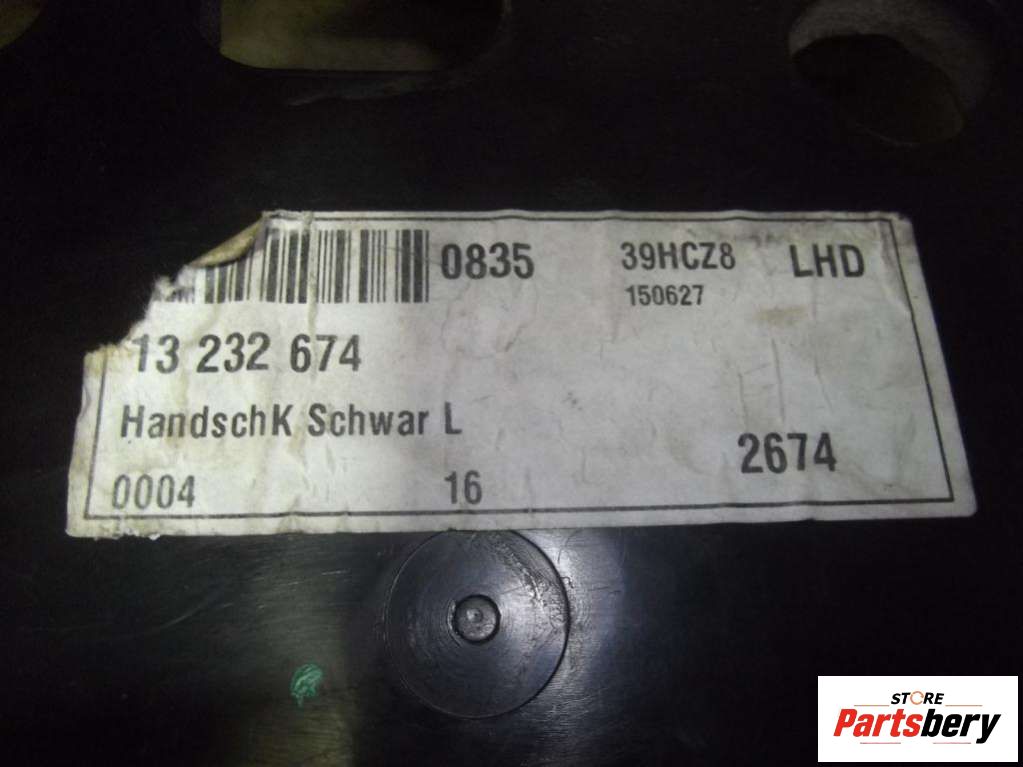 0835 39HCZ8 LHD
150627
13 232 674
HandschK Schwar L
2674
0004 16
STORE
Partsbery